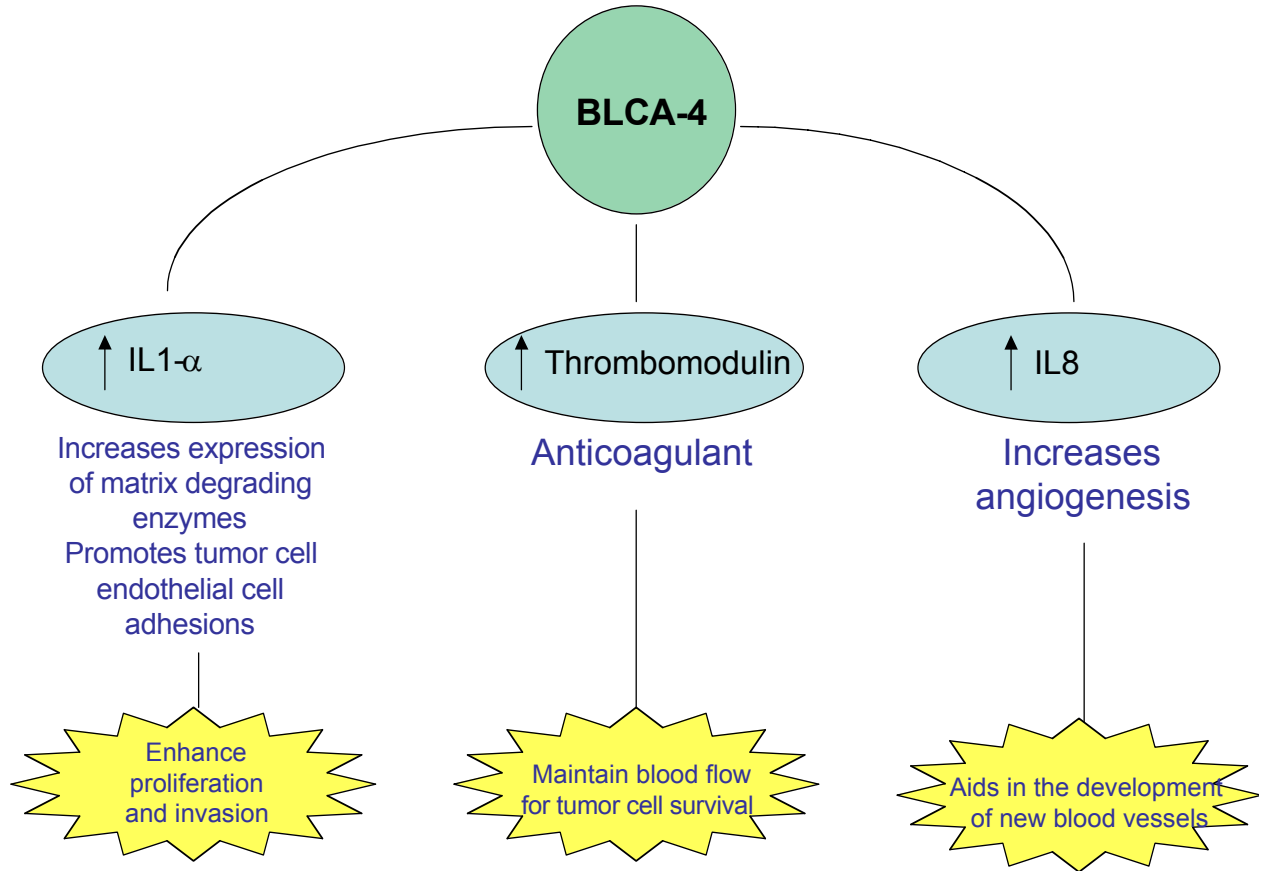 BLCA-4
IL1-α
Thrombomodulin
IL8
Increases expression
of matrix degrading
enzymes
Promotes tumor cell
endothelial cell
adhesions
Anticoagulant
Increases
angiogenesis
Enhance
proliferation
and invasion
Maintain blood flow
for tumor cell survival
Aids in the development
of new blood vessels